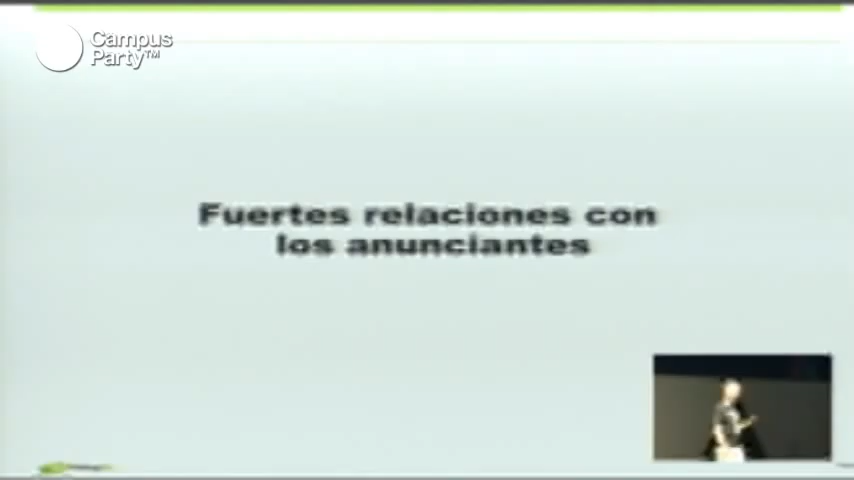 Campus
Party™
Fuertes relaciones con
los anunciantes